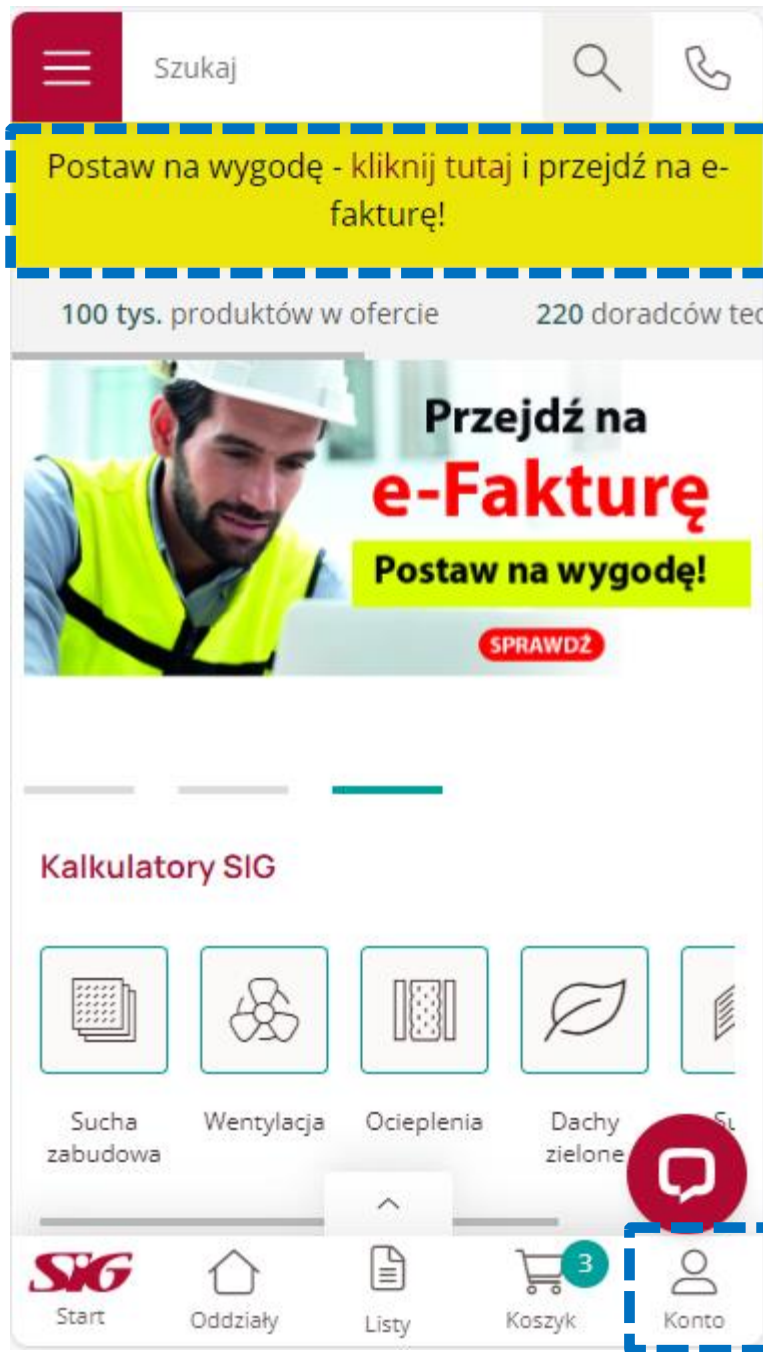 Szukaj
Postaw na wygodę - kliknij tutaj i przejdź na e-
fakturę!
100 tys. produktów w ofercie
220 doradców tec
Przejdź na
e-Fakturę
Postaw na wygodę!
SPRAWDŹ
Kalkulatory SIG
Sucha
zabudowa
Wentylacja
Ocieplenia
Dachy
zielone
SIG
Start
Oddziały
Listy
3
Koszyk
Konto